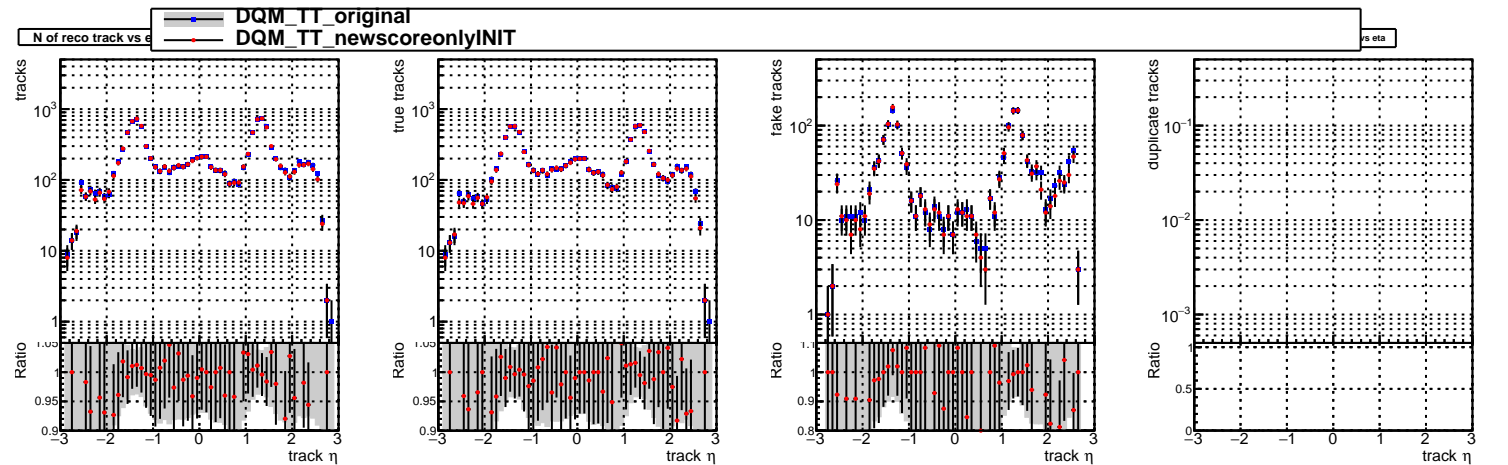 DQM_TT_original
DQM_TT_newscoreonlyINIT
N of reco track vs e
vs eta
tracks
10³
10²
10
1
Ratio
1.05
1
0.95
0.9
−3 −2 −1 0 1 2 3
track η
true tracks
10³
10²
10
1
Ratio
1.05
1
0.95
0.9
−3 −2 −1 0 1 2 3
track η
fake tracks
10²
10
1
Ratio
1.1
1
0.9
0.8
−3 −2 −1 0 1 2 3
track η
duplicate tracks
10⁻¹
10⁻²
10⁻³
Ratio
1
0.5
0
−3 −2 −1 0 1 2 3
track η